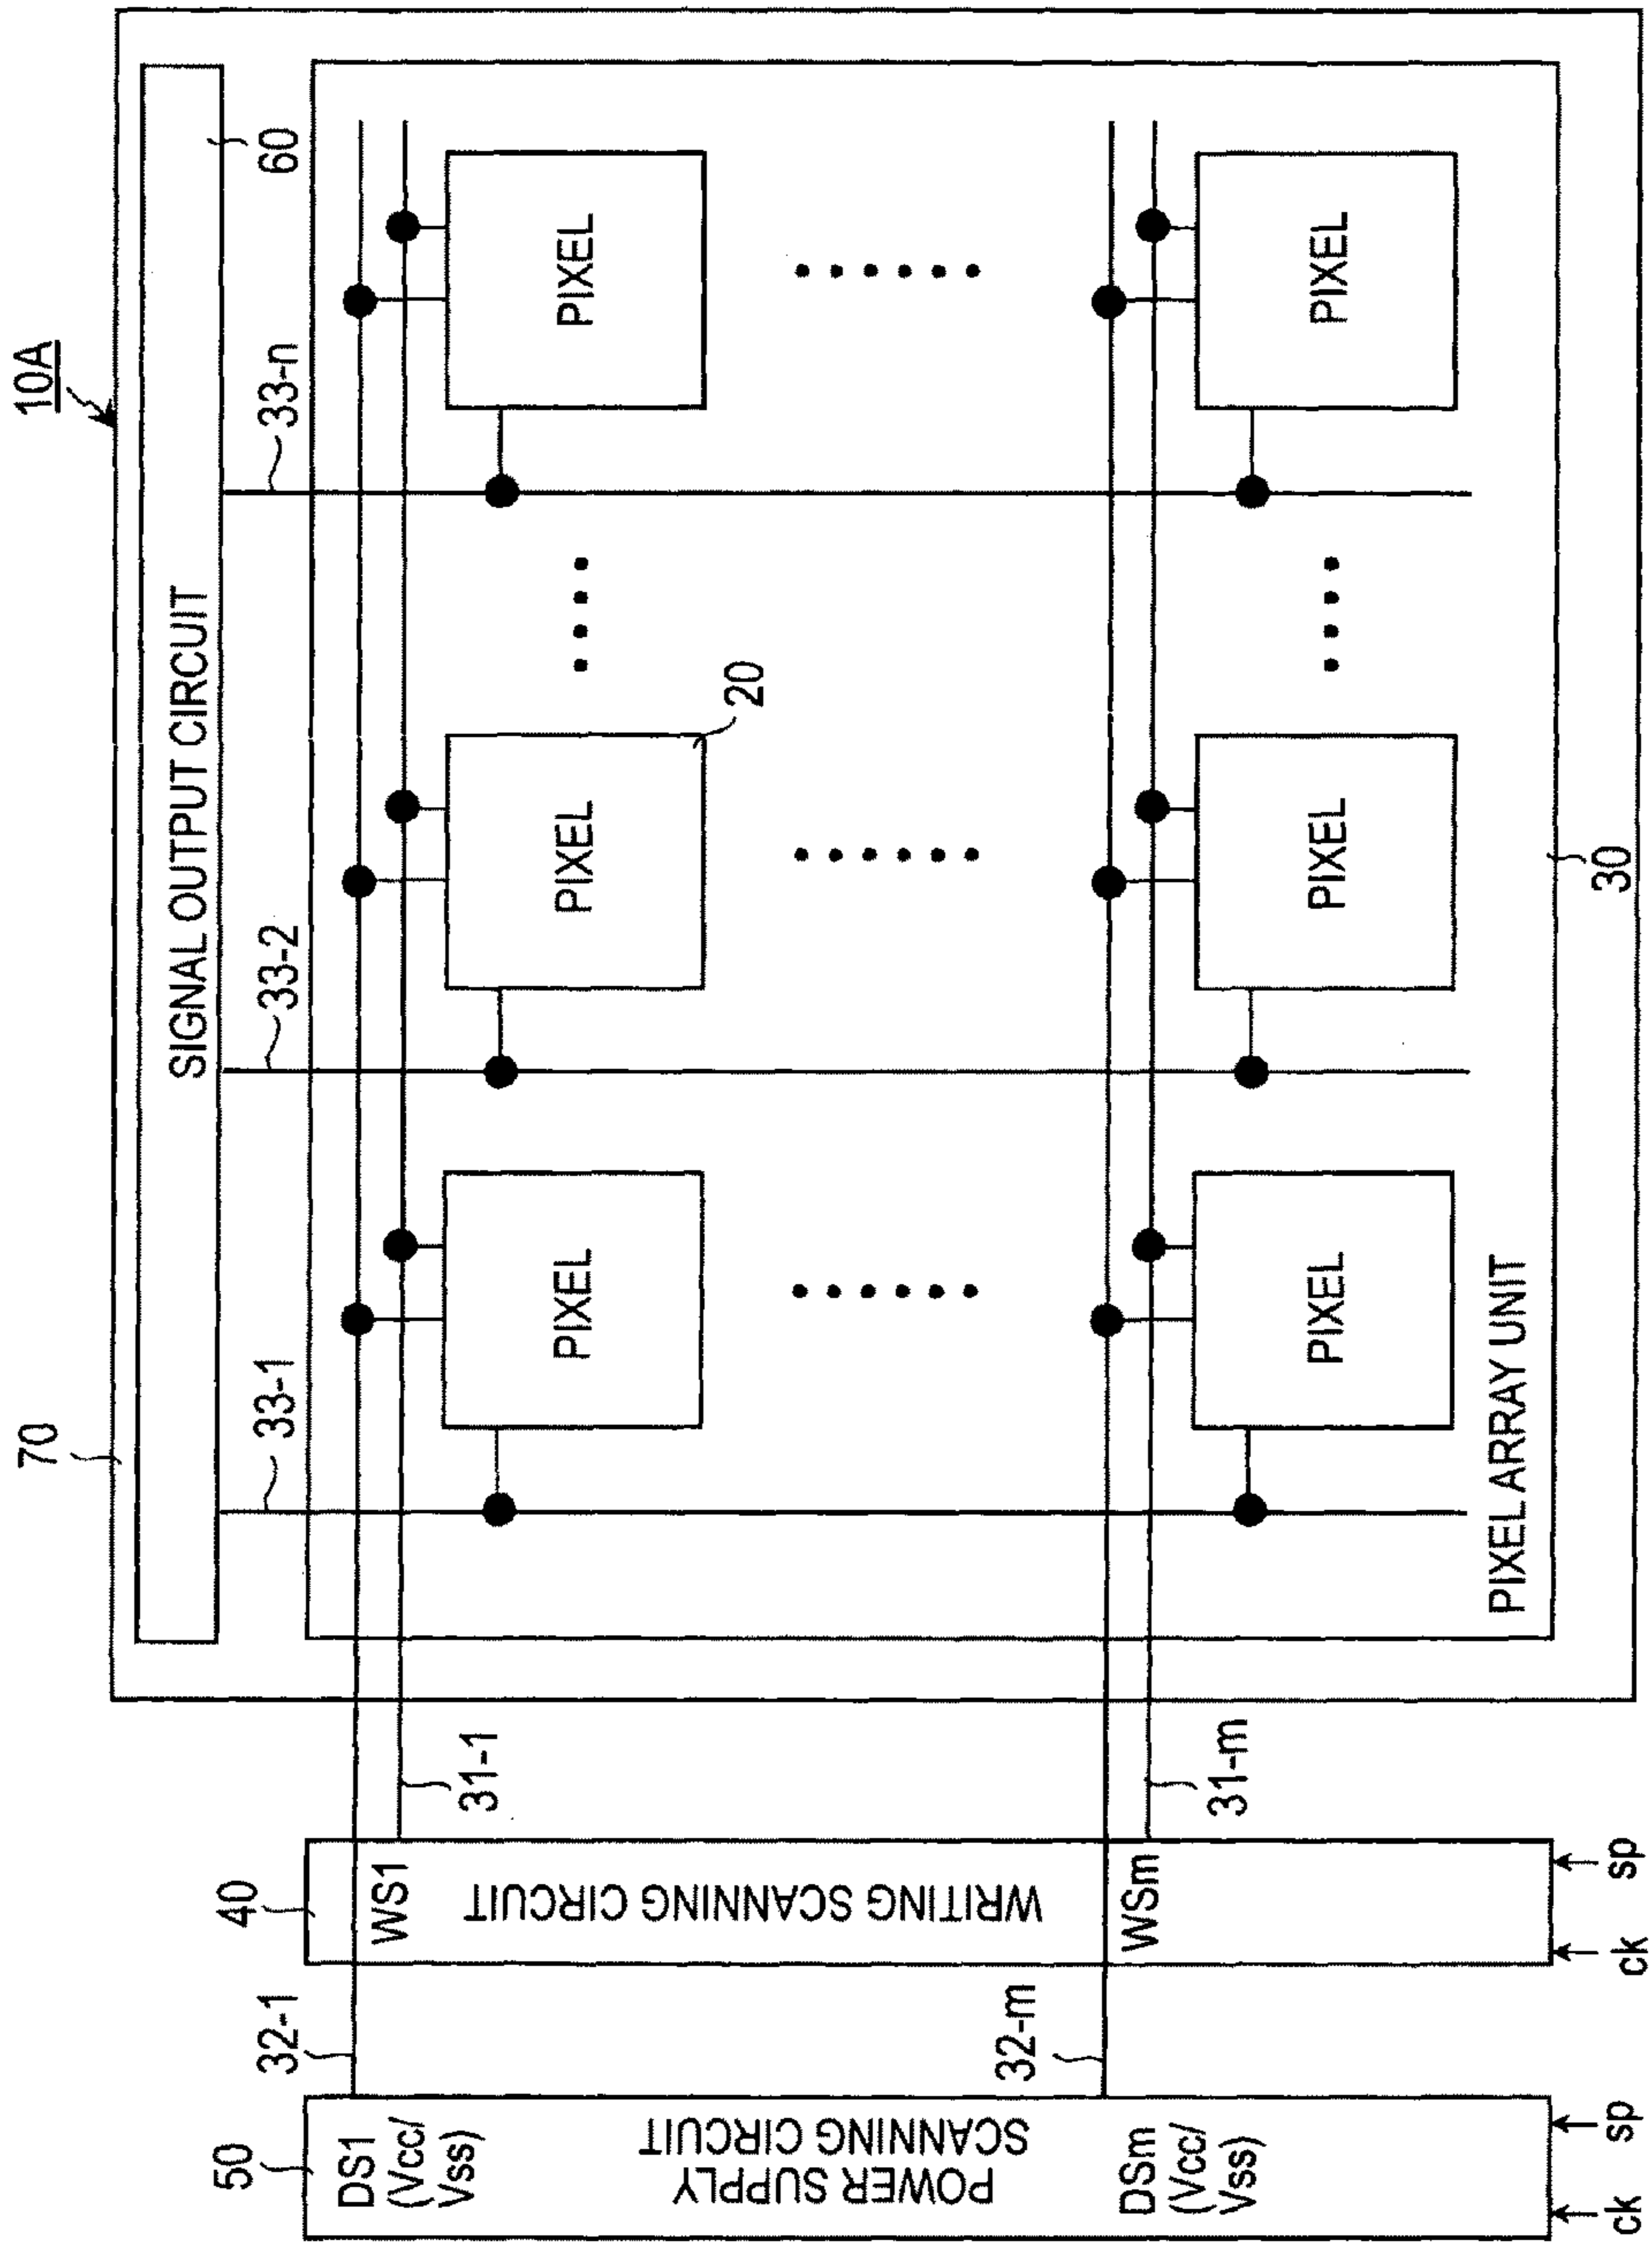 10A
70
SIGNAL OUTPUT CIRCUIT
60
33-1
33-2
33-n
PIXEL
PIXEL
20
PIXEL
PIXEL
PIXEL
PIXEL
PIXEL ARRAY UNIT
30
50
DS1
(Vcc/
Vss)
POWER SUPPLY
SCANNING CIRCUIT
DSm
(Vcc/
Vss)
ck
sp
32-1
32-m
40
WS1
WRITING SCANNING CIRCUIT
WSm
ck
sp
31-1
31-m